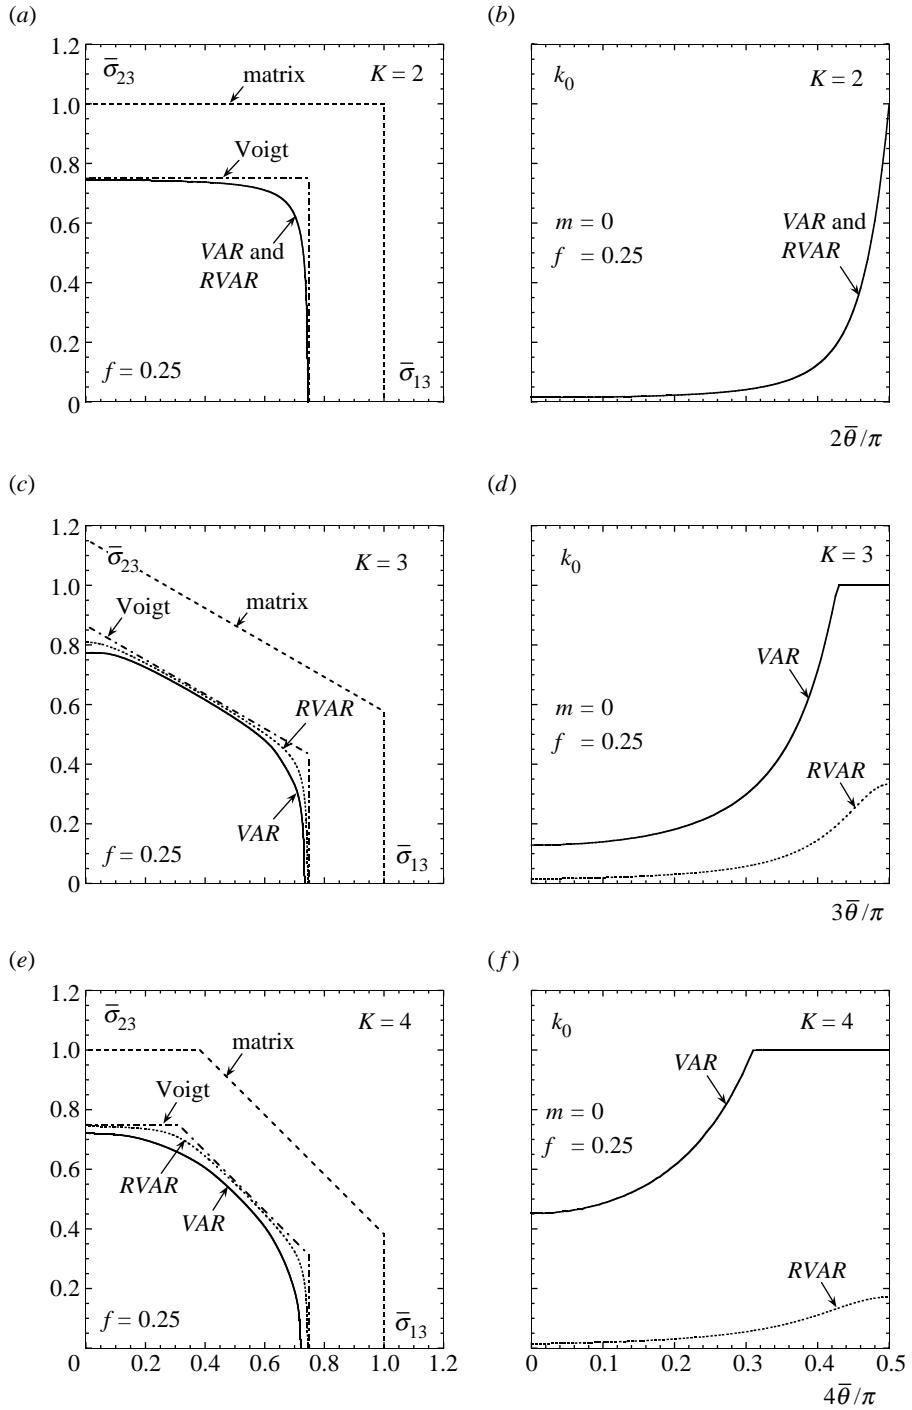 (a)
1.2
1.0
0.8
0.6
0.4
0.2
0
σ̄₂₃
K = 2
matrix
Voigt
VAR and
RVAR
f = 0.25
σ̄₁₃
(b)
k₀
K = 2
m = 0
f = 0.25
VAR and
RVAR
2θ̄/π
(c)
1.2
1.0
0.8
0.6
0.4
0.2
0
σ̄₂₃
K = 3
Voigt
matrix
RVAR
VAR
f = 0.25
σ̄₁₃
(d)
k₀
K = 3
VAR
m = 0
f = 0.25
RVAR
3θ̄/π
(e)
1.2
1.0
0.8
0.6
0.4
0.2
σ̄₂₃
K = 4
matrix
Voigt
RVAR
VAR
f = 0.25
σ̄₁₃
0 0.2 0.4 0.6 0.8 1.0 1.2
(f)
k₀
K = 4
VAR
m = 0
f = 0.25
RVAR
0 0.1 0.2 0.3 0.4 0.5
4θ̄/π